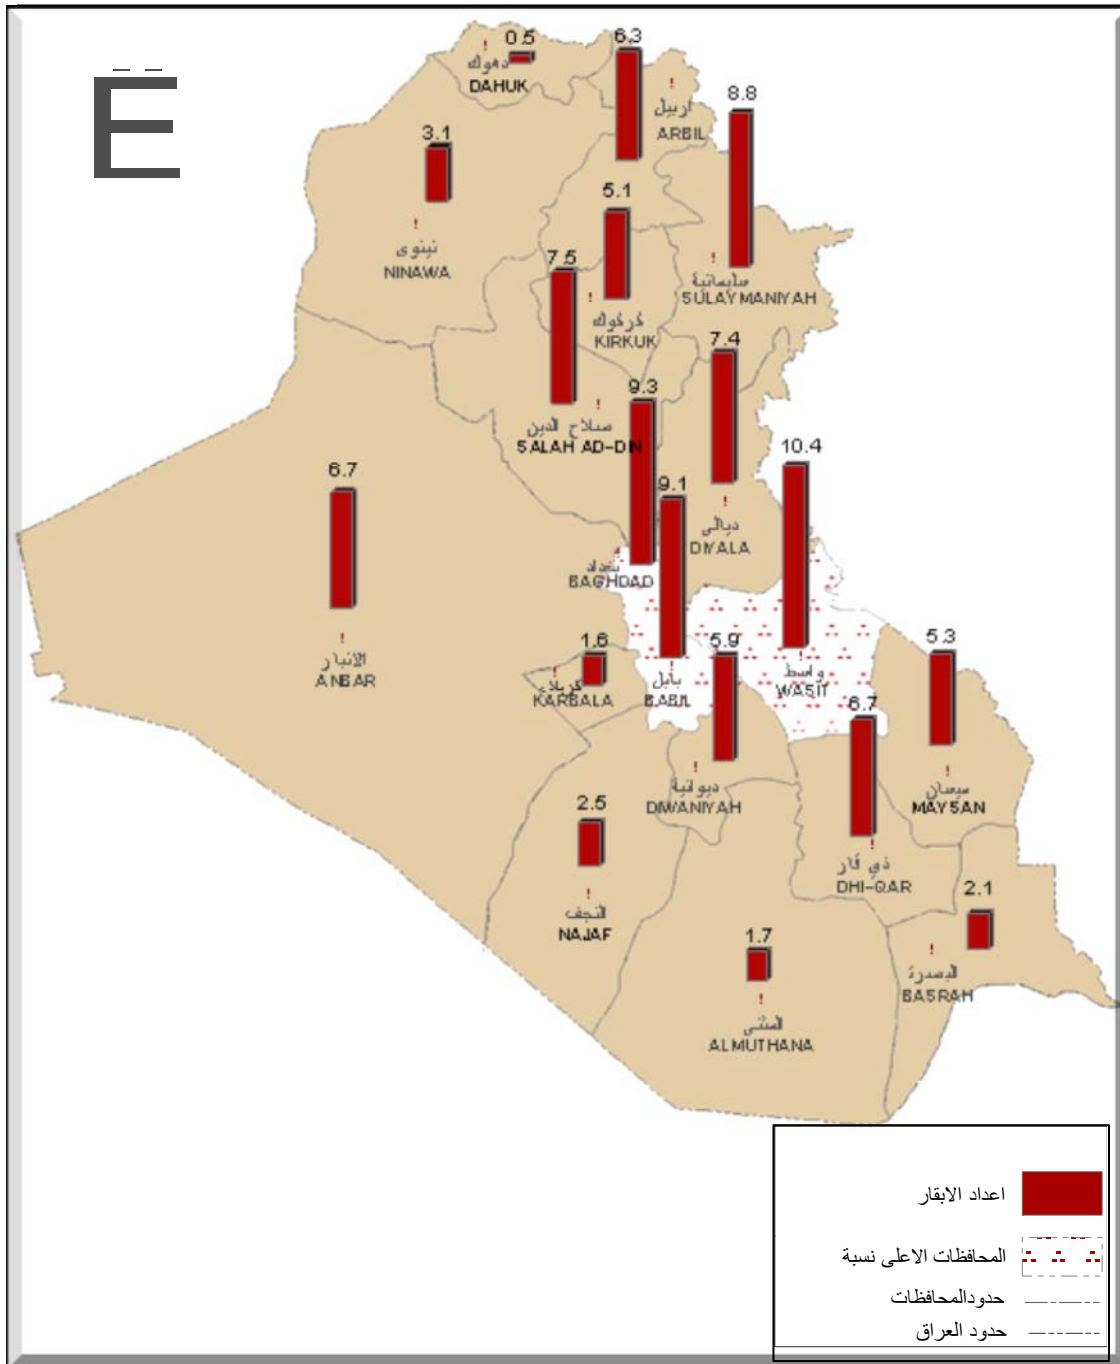 0.5
دهوك
DAHUK
6.3
اربيل
ARBIL
8.8
سليمانية
SULAYMANIYAH
Ë
3.1
نينوى
NINAWA
5.1
كركوك
KIRKUK
7.5
صلاح الدين
SALAH AD-DIN
7.4
ديالى
DIYALA
9.3
بغداد
BAGHDAD
9.1
بابل
BABIL
10.4
واسط
WASIT
6.7
الانبار
ANBAR
1.6
كربلاء
KARBALA
5.9
ديوانية
DIWANIYAH
5.3
ميسان
MAYSAN
6.7
ذي قار
DHI-QAR
2.5
النجف
NAJAF
1.7
المثنى
ALMUTHANA
2.1
البصرة
BASRAH
اعداد الابقار
المحافظات الاعلى نسبة
حدودالمحافظات
حدود العراق